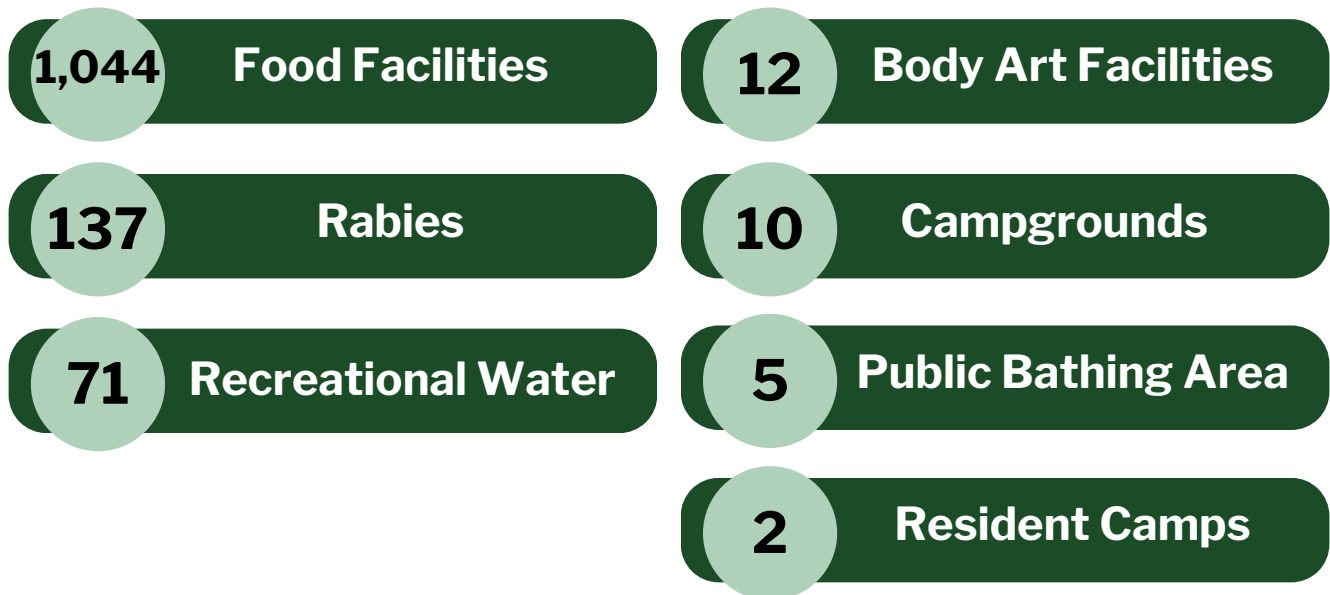 1,044 Food Facilities
137 Rabies
71 Recreational Water
12 Body Art Facilities
10 Campgrounds
5 Public Bathing Area
2 Resident Camps